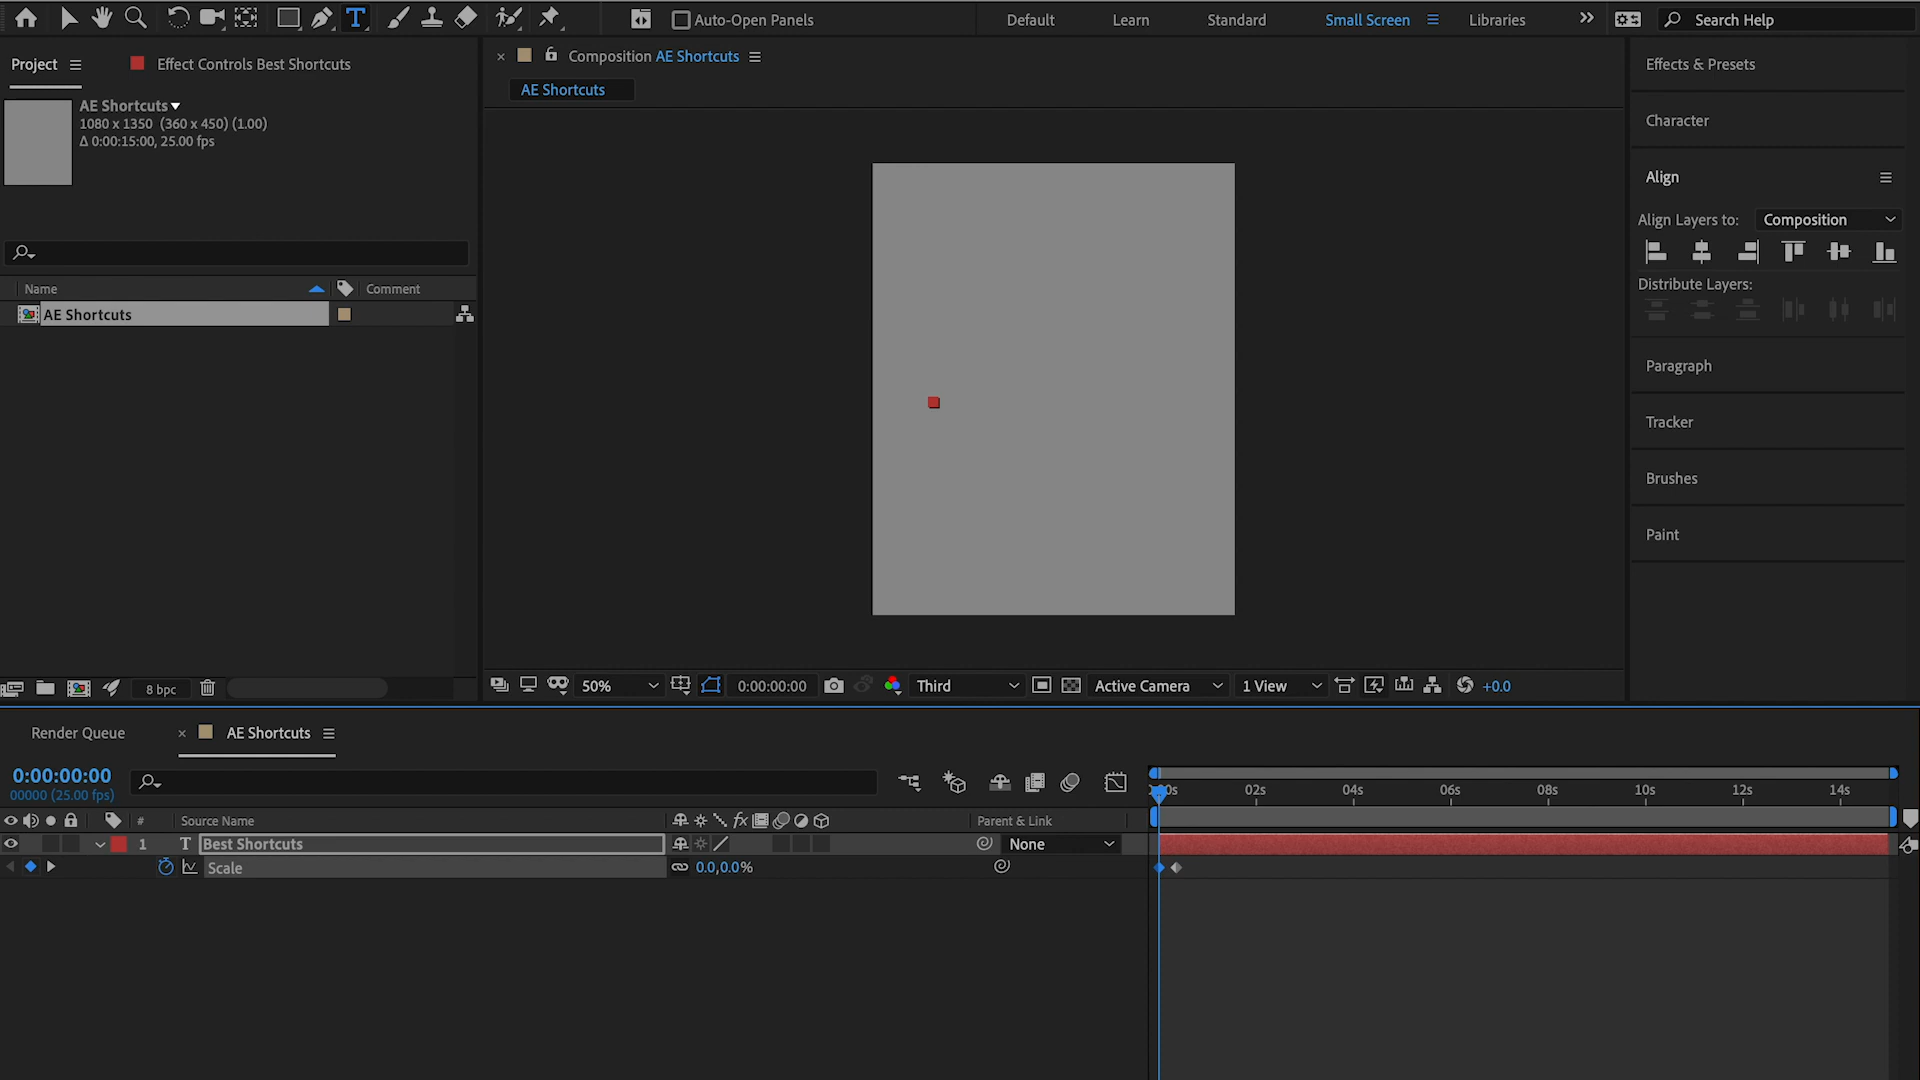 Auto-Open Panels
Default
Learn
Standard
Small Screen
Libraries
Search Help
Project
Effect Controls Best Shortcuts
Composition AE Shortcuts
AE Shortcuts
AE Shortcuts
1080 x 1350 (360 x 450) (1.00)
Δ 0:00:15:00, 25.00 fps
Name
Comment
AE Shortcuts
8 bpc
50%
0:00:00:00
Third
Active Camera
1 View
+0.0
Effects & Presets
Character
Align
Align Layers to:
Composition
Distribute Layers:
Paragraph
Tracker
Brushes
Paint
Render Queue
AE Shortcuts
0:00:00:00
00000 (25.00 fps)
02s
04s
06s
08s
10s
12s
14s
#
Source Name
fx
Parent & Link
1
T
Best Shortcuts
None
Scale
0.0,0.0%